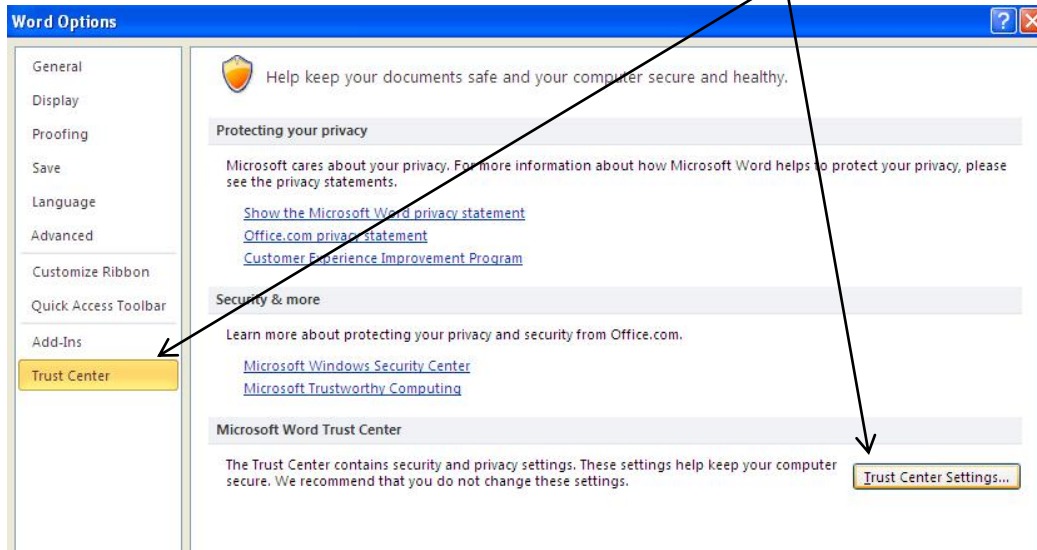 Word Options
General
Display
Proofing
Save
Language
Advanced
Customize Ribbon
Quick Access Toolbar
Add-Ins
Trust Center
Help keep your documents safe and your computer secure and healthy.
Protecting your privacy
Microsoft cares about your privacy. For more information about how Microsoft Word helps to protect your privacy, please
see the privacy statements.
Show the Microsoft Word privacy statement
Office.com privacy statement
Customer Experience Improvement Program
Security & more
Learn more about protecting your privacy and security from Office.com.
Microsoft Windows Security Center
Microsoft Trustworthy Computing
Microsoft Word Trust Center
The Trust Center contains security and privacy settings. These settings help keep your computer
secure. We recommend that you do not change these settings.
Trust Center Settings...